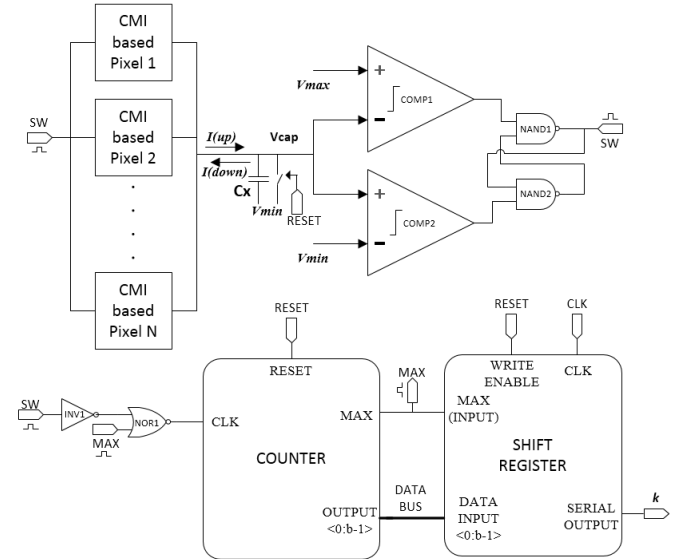 CMI
based
Pixel 1
SW
CMI
based
Pixel 2
CMI
based
Pixel N
I(up)
I(down)
Vcap
Cx
Vmin
RESET
Vmax
+
-
COMP1
+
-
COMP2
Vmin
NAND1
NAND2
SW
RESET
RESET
CLK
SW
INV1
MAX
NOR1
RESET
CLK
MAX
COUNTER
OUTPUT
<0:b-1>
MAX
DATA
BUS
WRITE
ENABLE
CLK
MAX
(INPUT)
SHIFT
REGISTER
DATA
INPUT
<0:b-1>
SERIAL
OUTPUT
k